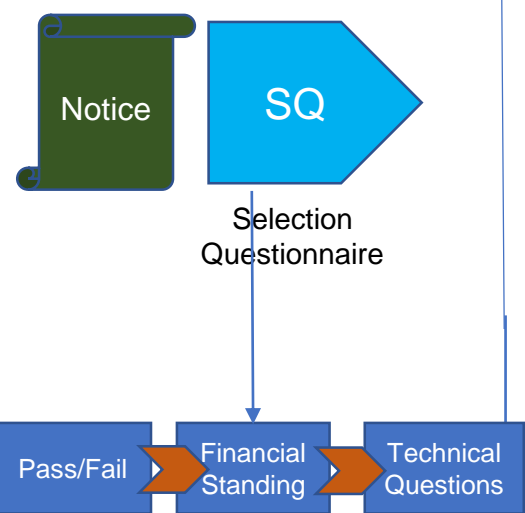 Notice
SQ
Selection
Questionnaire
Pass/Fail
Financial
Standing
Technical
Questions